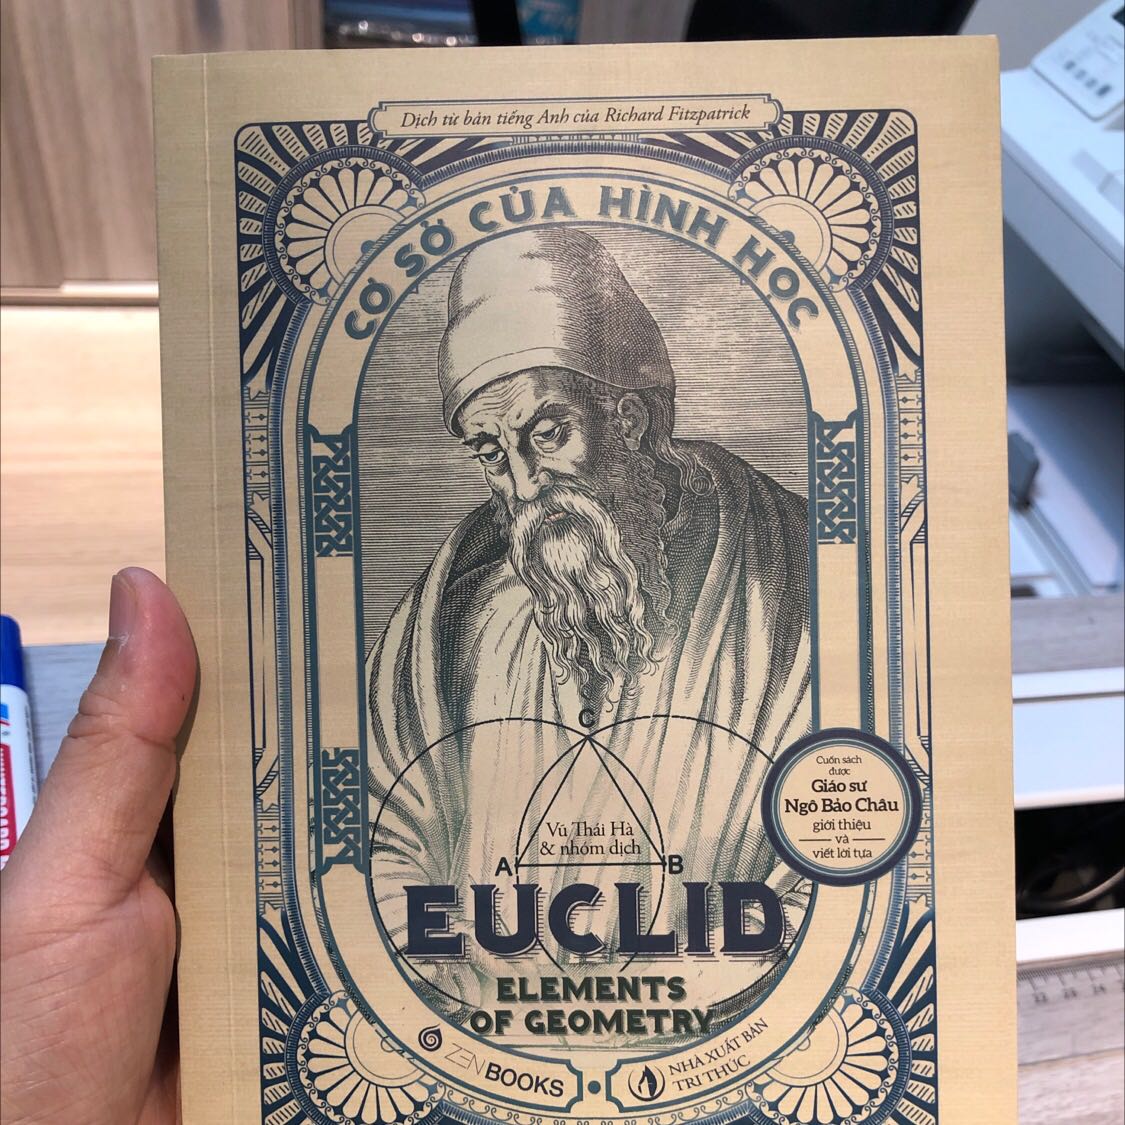 Dịch từ bản tiếng Anh của Richard Fitzpatrick
CƠ SỞ CỦA HÌNH HỌC
C
Vũ Thái Hà
& nhóm dịch
A
B
Cuốn sách
được
Giáo sư
Ngô Bảo Châu
giới thiệu
và
viết lời tựa
EUCLID
ELEMENTS
OF GEOMETRY
ZENBOOKS
NHÀ XUẤT BẢN
TRI THỨC